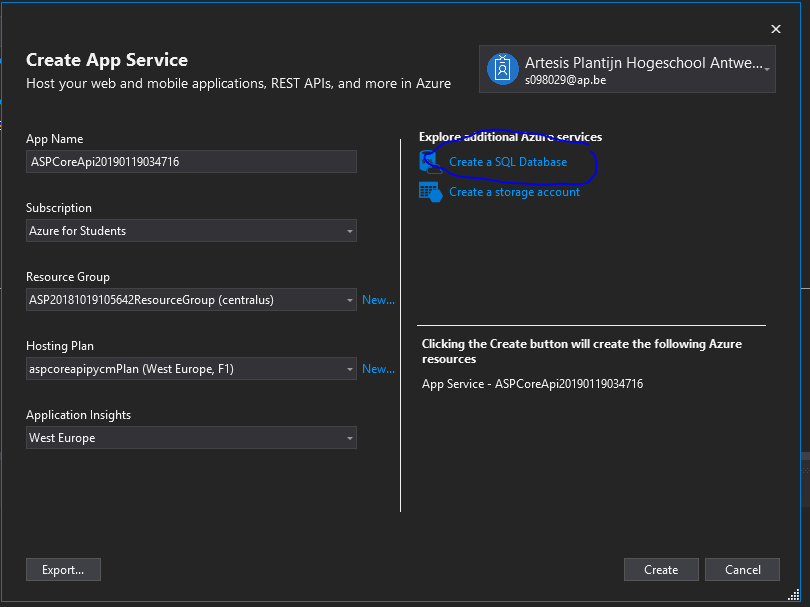 Create App Service
Host your web and mobile applications, REST APIs, and more in Azure
Artesis Plantijn Hogeschool Antwe...
s098029@ap.be
App Name
ASPCoreApi20190119034716
Subscription
Azure for Students
Resource Group
ASP20181019105642ResourceGroup (centralus)
New...
Hosting Plan
aspcoreapipycmPlan (West Europe, F1)
New...
Application Insights
West Europe
Explore additional Azure services
Create a SQL Database
Create a storage account
Clicking the Create button will create the following Azure
resources
App Service - ASPCoreApi20190119034716
Export...
Create
Cancel